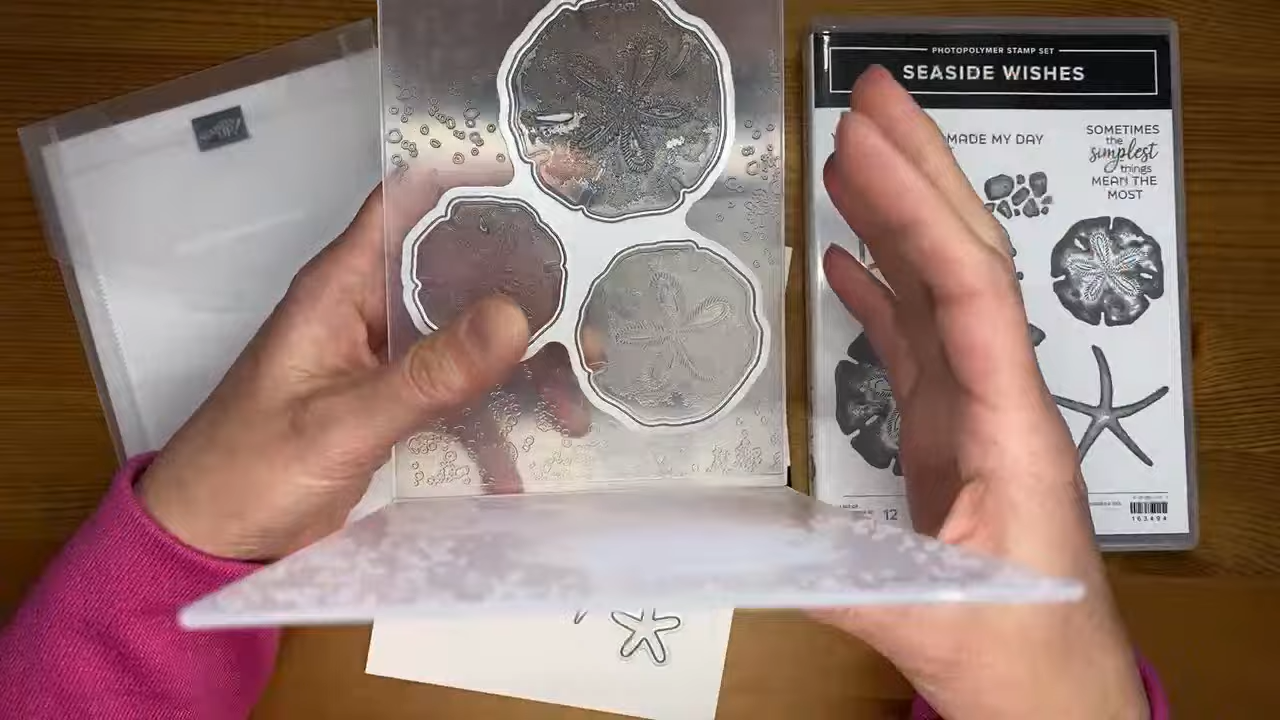 PHOTOPOLYMER STAMP SET
SEASIDE WISHES
MADE MY DAY
SOMETIMES
the
simplest
things
MEAN THE
MOST
12
163494